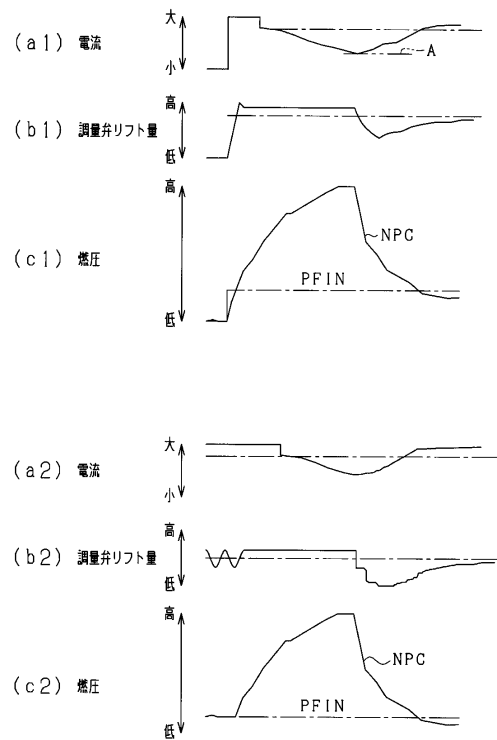 大
(a1) 電流
小
A
高
(b1) 調量弁リフト量
低
高
(c1) 燃圧
NPC
PFIN
低
大
(a2) 電流
小
高
(b2) 調量弁リフト量
低
高
(c2) 燃圧
NPC
PFIN
低